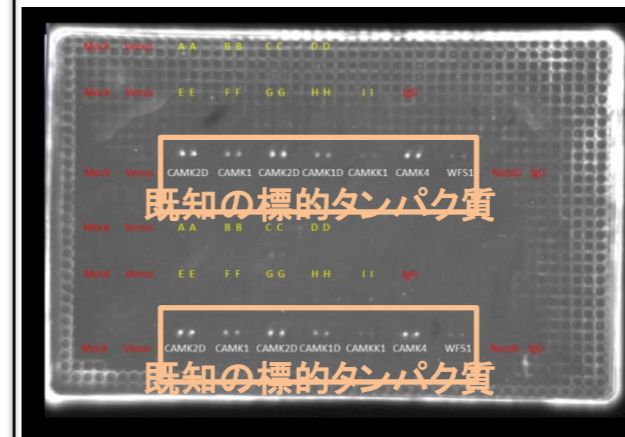 Mock Venus A A B B C C D D
Mock Venus E E F F G G H H I I IgG
Mock Venus CAMK2D CAMK1 CAMK2D CAMK1D CAMKK1 CAMK4 WFS1 Numb IgG
既知の標的タンパク質
Mock Venus A A B B C C D D
Mock Venus E E F F G G H H I I IgG
Mock Venus CAMK2D CAMK1 CAMK2D CAMK1D CAMKK1 CAMK4 WFS1 Numb IgG
既知の標的タンパク質